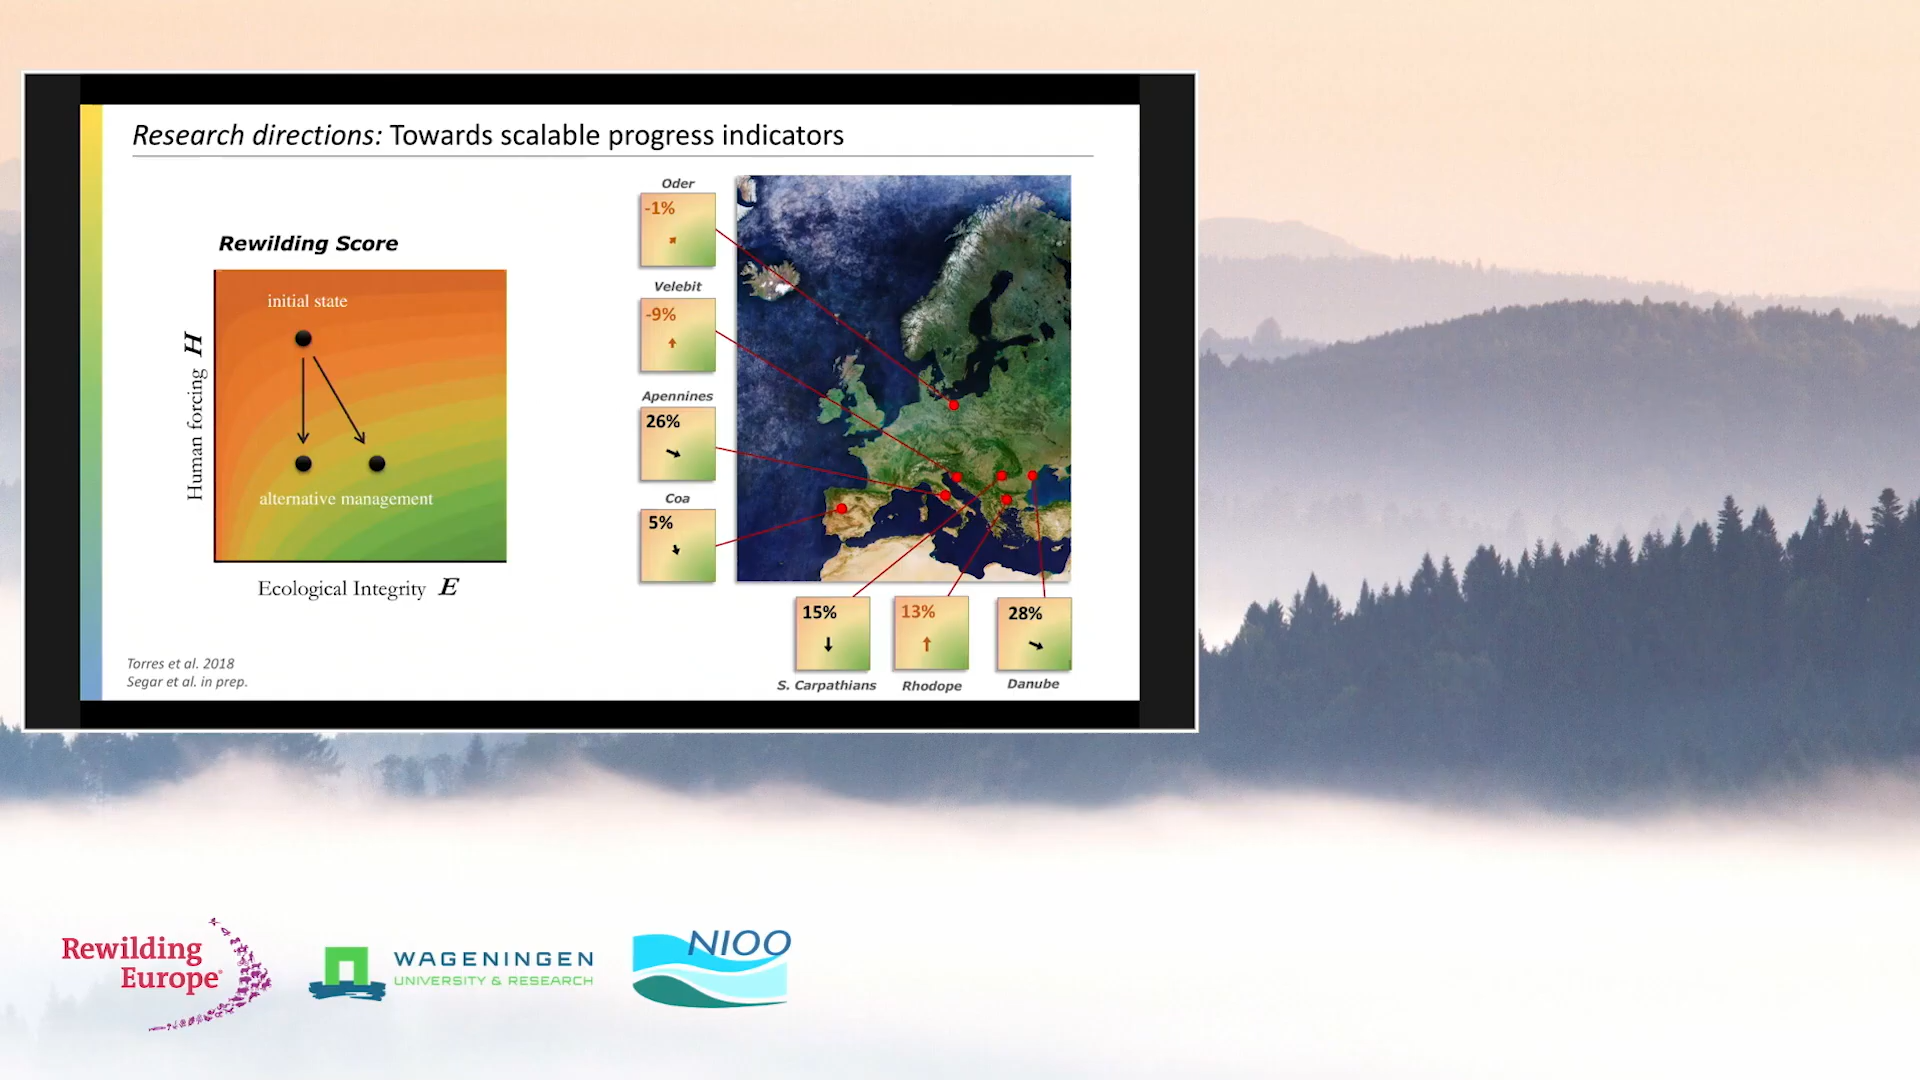 Research directions: Towards scalable progress indicators
Rewilding Score
initial state
alternative management
Human forcing H
Ecological Integrity E
Torres et al. 2018
Segar et al. in prep.
Oder
-1%
Velebit
-9%
Apennines
26%
Coa
5%
15%
13%
28%
S. Carpathians
Rhodope
Danube
Rewilding
Europe
WAGENINGEN
UNIVERSITY & RESEARCH
NIOO